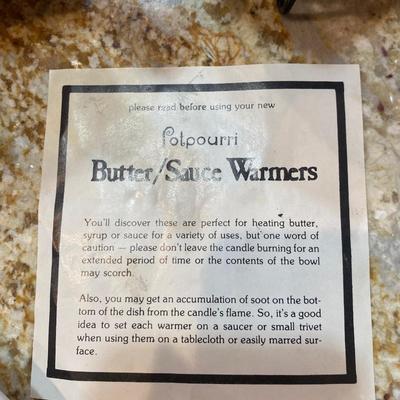 please read before using your new
Potpourri
Butter/Sauce Warmers
You'll discover these are perfect for heating butter,
syrup or sauce for a variety of uses, but one word of
caution — please don't leave the candle burning for an
extended period of time or the contents of the bowl
may scorch.
Also, you may get an accumulation of soot on the bot-
tom of the dish from the candle's flame. So, it's a good
idea to set each warmer on a saucer or small trivet
when using them on a tablecloth or easily marred sur-
face.